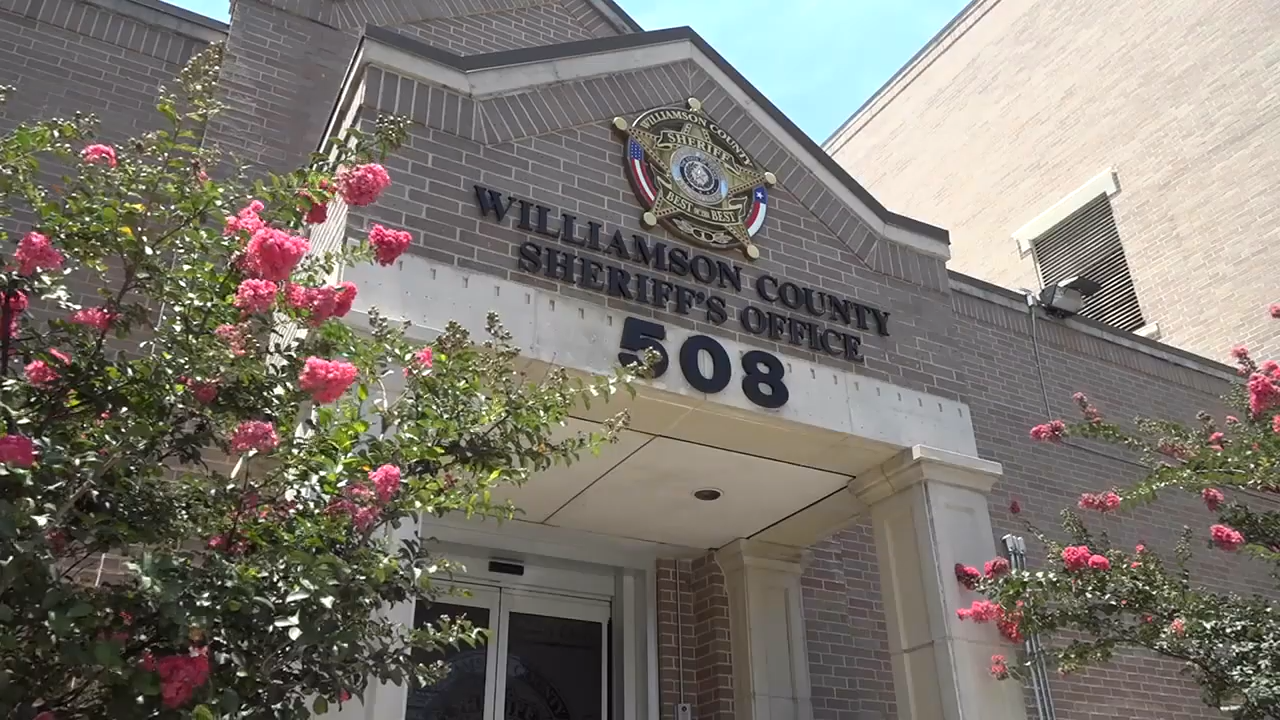 WILLIAMSON COUNTY
SHERIFF
BEST OF THE BEST
WILLIAMSON COUNTY
SHERIFF'S OFFICE
508